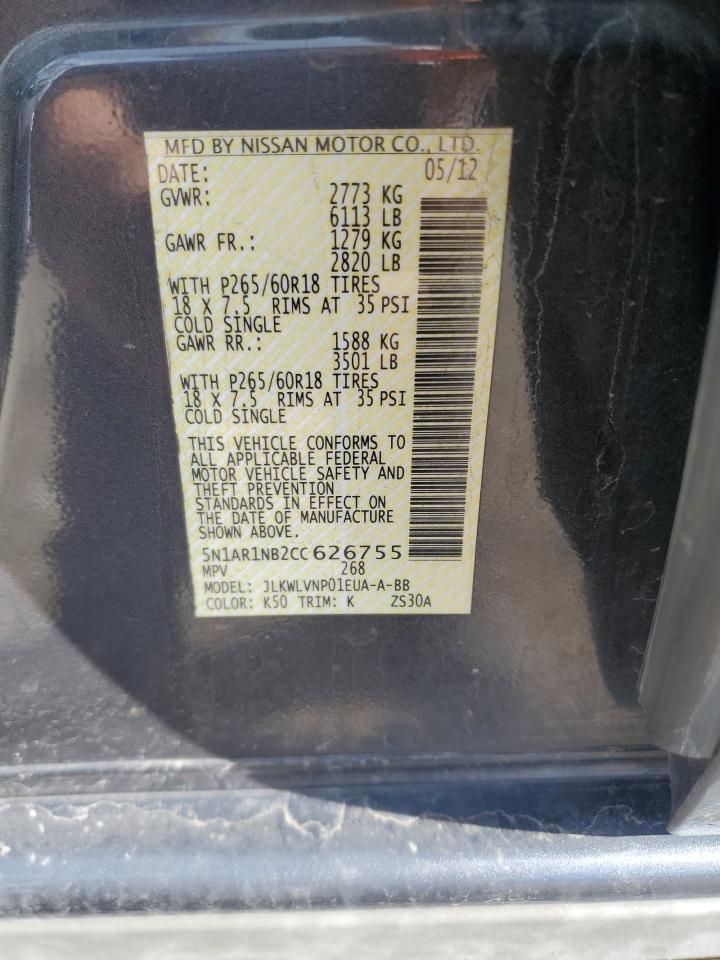 MFD BY NISSAN MOTOR CO., LTD.
DATE: 05/12
GVWR: 2773 KG
6113 LB
GAWR FR.: 1279 KG
2820 LB
WITH P265/60R18 TIRES
18 X 7.5 RIMS AT 35 PSI
COLD SINGLE
GAWR RR.: 1588 KG
3501 LB
WITH P265/60R18 TIRES
18 X 7.5 RIMS AT 35 PSI
COLD SINGLE
THIS VEHICLE CONFORMS TO
ALL APPLICABLE FEDERAL
MOTOR VEHICLE SAFETY AND
THEFT PREVENTION
STANDARDS IN EFFECT ON
THE DATE OF MANUFACTURE
SHOWN ABOVE.
5N1AR1NB2CC626755
MPV 268
MODEL: JLKWLVNP01EUA-A-BB
COLOR: K50 TRIM: K ZS30A